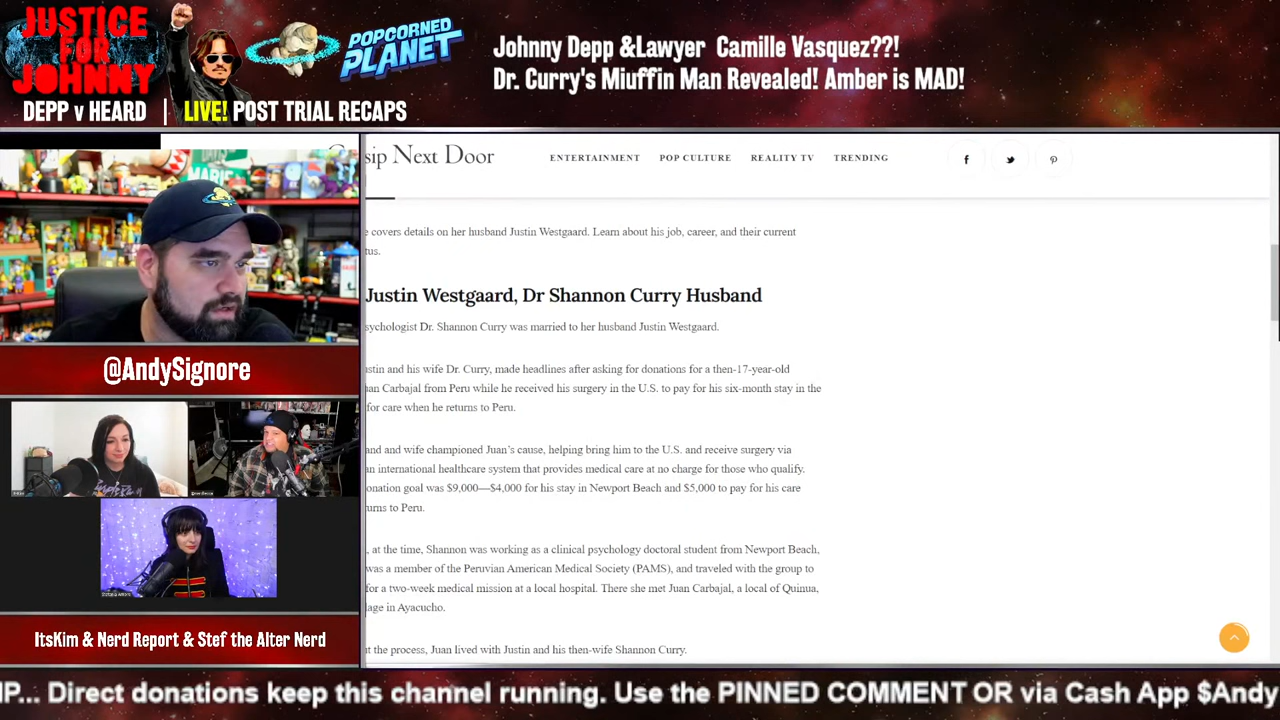 JUSTICE
FOR
JOHNNY
POPCORNED
PLANET
DEPP v HEARD | LIVE! POST TRIAL RECAPS
Johnny Depp &Lawyer Camille Vasquez??!
Dr. Curry's Miuffin Man Revealed! Amber is MAD!
sip Next Door
ENTERTAINMENT POP CULTURE REALITY TV TRENDING
e covers details on her husband Justin Westgaard. Learn about his job, career, and their current
tus.
Justin Westgaard, Dr Shannon Curry Husband
sychologist Dr. Shannon Curry was married to her husband Justin Westgaard.
stin and his wife Dr. Curry, made headlines after asking for donations for a then-17-year-old
an Carbajal from Peru while he received his surgery in the U.S. to pay for his six-month stay in the
for care when he returns to Peru.
and and wife championed Juan's cause, helping bring him to the U.S. and receive surgery via
an international healthcare system that provides medical care at no charge for those who qualify.
onation goal was $9,000—$4,000 for his stay in Newport Beach and $5,000 to pay for his care
urns to Peru.
, at the time, Shannon was working as a clinical psychology doctoral student from Newport Beach,
was a member of the Peruvian American Medical Society (PAMS), and traveled with the group to
for a two-week medical mission at a local hospital. There she met Juan Carbajal, a local of Quinua,
lage in Ayacucho.
t the process, Juan lived with Justin and his then-wife Shannon Curry.
@AndySignore
ItsKim & Nerd Report & Stef the Alter Nerd
IP... Direct donations keep this channel running. Use the PINNED COMMENT OR via Cash App $Andy